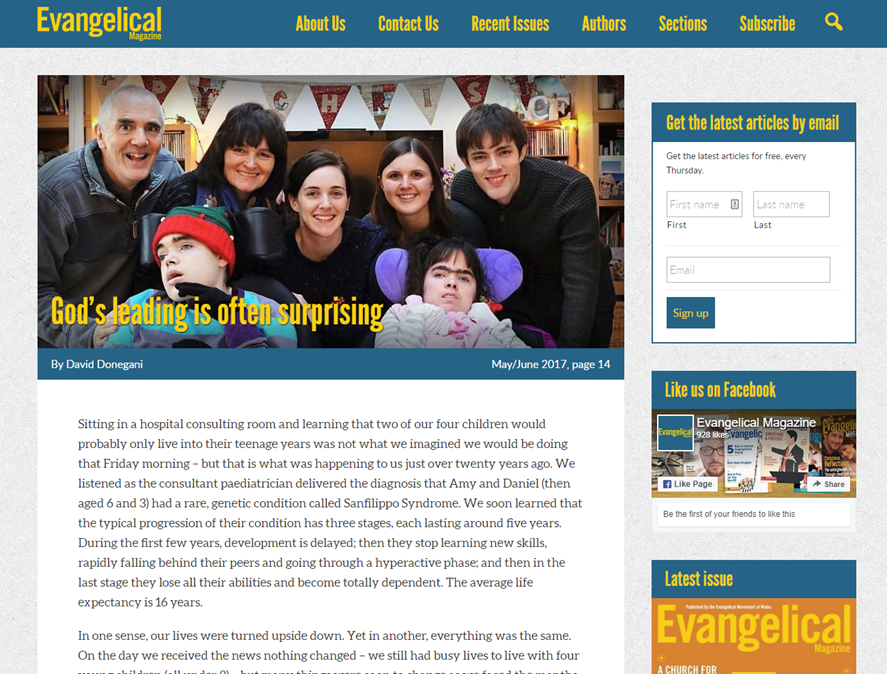 Evangelical
Magazine
About Us
Contact Us
Recent Issues
Authors
Sections
Subscribe
God's leading is often surprising
By David Donegani
May/June 2017, page 14
Sitting in a hospital consulting room and learning that two of our four children would
probably only live into their teenage years was not what we imagined we would be doing
that Friday morning – but that is what was happening to us just over twenty years ago. We
listened as the consultant paediatrician delivered the diagnosis that Amy and Daniel (then
aged 6 and 3) had a rare, genetic condition called Sanfilippo Syndrome. We soon learned that
the typical progression of their condition has three stages, each lasting around five years.
During the first few years, development is delayed; then they stop learning new skills,
rapidly falling behind their peers and going through a hyperactive phase; and then in the
last stage they lose all their abilities and become totally dependent. The average life
expectancy is 16 years.
In one sense, our lives were turned upside down. Yet in another, everything was the same.
On the day we received the news nothing changed – we still had busy lives to live with four
Get the latest articles by email
Get the latest articles for free, every
Thursday.
First name
Last name
First
Last
Email
Sign up
Like us on Facebook
Evangelical
Evangelical Magazine
928 likes
Like Page
Share
Be the first of your friends to like this
Latest issue
Published by the Evangelical Movement of Wales
Evangelical
Magazine
A CHURCH FOR